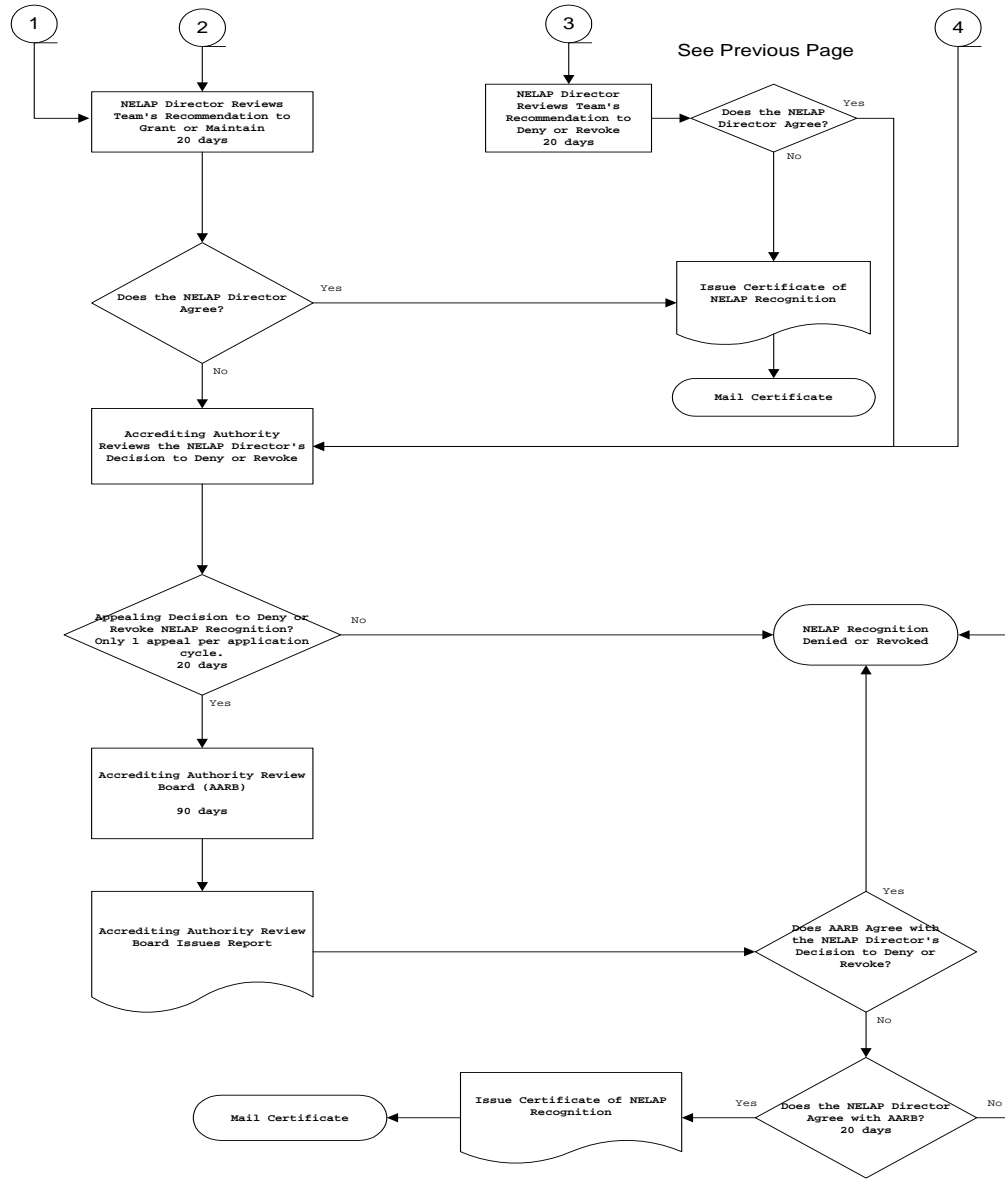 1
2
3
4
See Previous Page
NELAP Director Reviews
Team's Recommendation to
Grant or Maintain
20 days
NELAP Director
Reviews Team's
Recommendation to
Deny or Revoke
20 days
Does the NELAP
Director Agree?
Yes
No
Does the NELAP Director
Agree?
Yes
No
Issue Certificate of
NELAP Recognition
Mail Certificate
Accrediting Authority
Reviews the NELAP Director's
Decision to Deny or Revoke
Appealing Decision to Deny or
Revoke NELAP Recognition?
Only 1 appeal per application
cycle.
20 days
No
Yes
NELAP Recognition
Denied or Revoked
Accrediting Authority Review
Board (AARB)
90 days
Accrediting Authority Review
Board Issues Report
Yes
Does AARB Agree with
the NELAP Director's
Decision to Deny or
Revoke?
No
Does the NELAP Director
Agree with AARB?
20 days
Yes
No
Issue Certificate of NELAP
Recognition
Mail Certificate